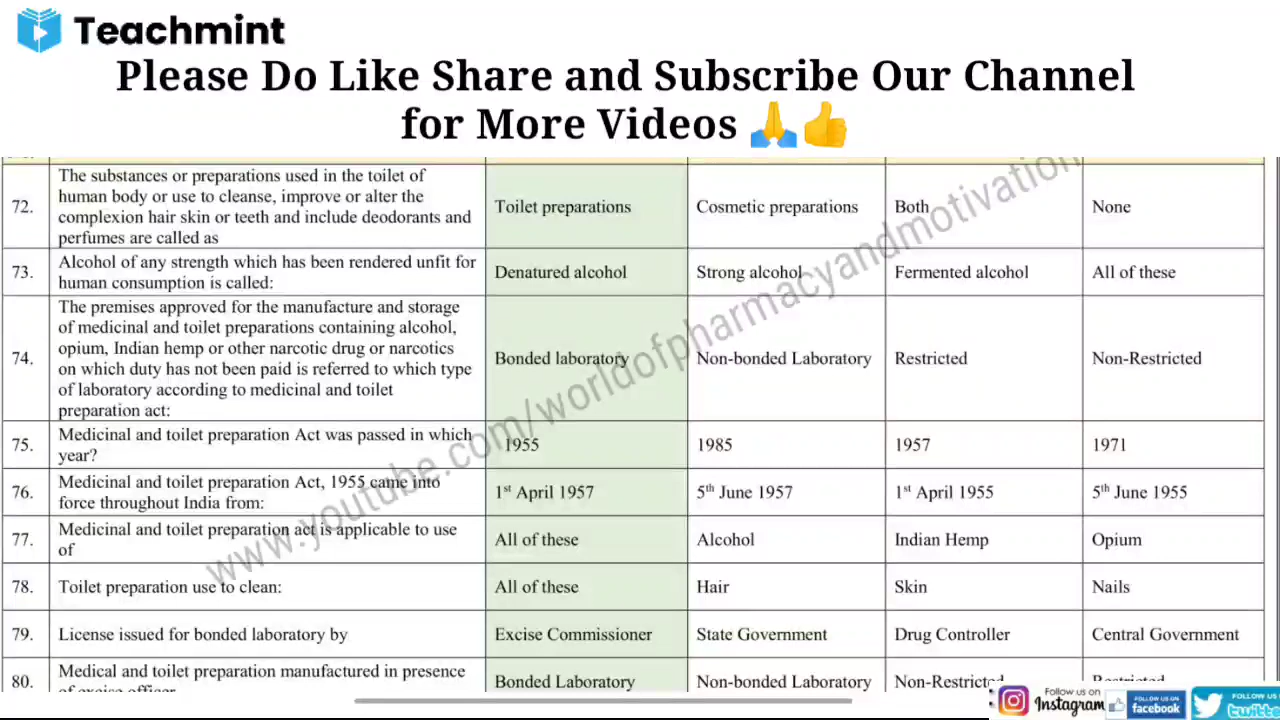 Teachmint
Please Do Like Share and Subscribe Our Channel
for More Videos 🙏👍
72.
The substances or preparations used in the toilet of
human body or use to cleanse, improve or alter the
complexion hair skin or teeth and include deodorants and
perfumes are called as
Toilet preparations
Cosmetic preparations
Both
None
73.
Alcohol of any strength which has been rendered unfit for
human consumption is called:
Denatured alcohol
Strong alcohol
Fermented alcohol
All of these
74.
The premises approved for the manufacture and storage
of medicinal and toilet preparations containing alcohol,
opium, Indian hemp or other narcotic drug or narcotics
on which duty has not been paid is referred to which type
of laboratory according to medicinal and toilet
preparation act:
Bonded laboratory
Non-bonded Laboratory
Restricted
Non-Restricted
75.
Medicinal and toilet preparation Act was passed in which
year?
1955
1985
1957
1971
76.
Medicinal and toilet preparation Act, 1955 came into
force throughout India from:
1st April 1957
5th June 1957
1st April 1955
5th June 1955
77.
Medicinal and toilet preparation act is applicable to use
of
All of these
Alcohol
Indian Hemp
Opium
78.
Toilet preparation use to clean:
All of these
Hair
Skin
Nails
79.
License issued for bonded laboratory by
Excise Commissioner
State Government
Drug Controller
Central Government
80.
Medical and toilet preparation manufactured in presence
of excise officer
Bonded Laboratory
Non-bonded Laboratory
Non-Restricted
Restricted
www.youtube.com/worldofpharmacyandmotivation
Follow us on
Instagram
FOLLOW US ON
facebook
FOLLOW US
twitte